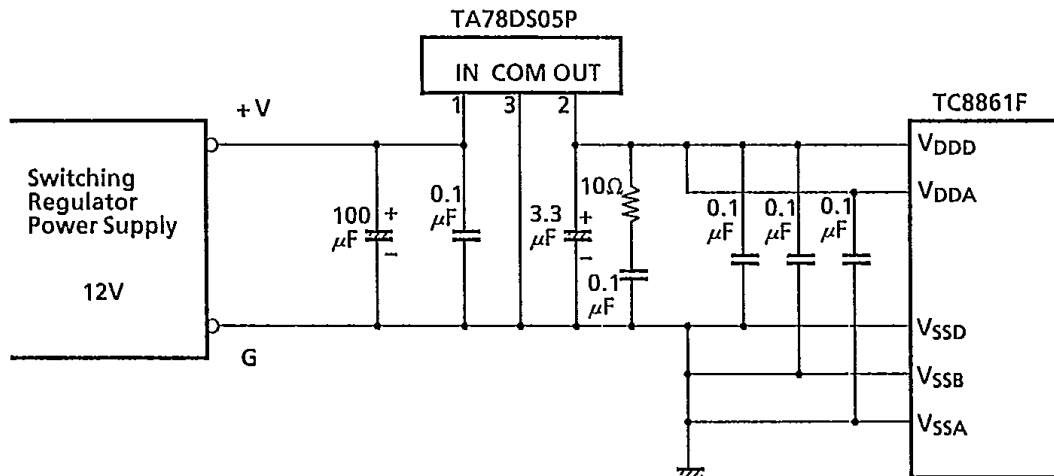 TA78DS05P
IN COM OUT
1 3 2
+V
TC8861F
Switching
Regulator
Power Supply
12V
G
100
μF
+
−
0.1
μF
3.3
μF
+
−
10Ω
0.1
μF
0.1
μF
0.1
μF
0.1
μF
VDDD
VDDA
VSSD
VSSB
VSSA